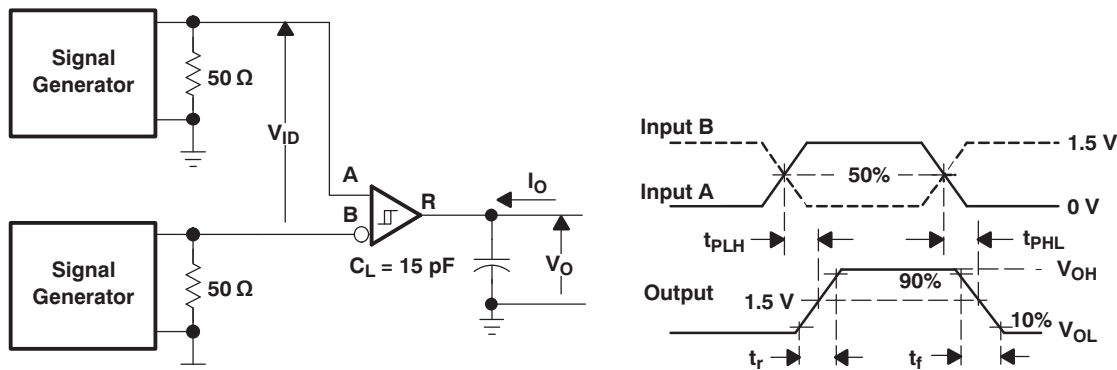 Signal
Generator
50 Ω
V_ID
Signal
Generator
50 Ω
A
B
R
I_O
C_L = 15 pF
V_O
Input B
1.5 V
50%
Input A
0 V
t_PLH
t_PHL
V_OH
90%
Output
1.5 V
10%
V_OL
t_r
t_f